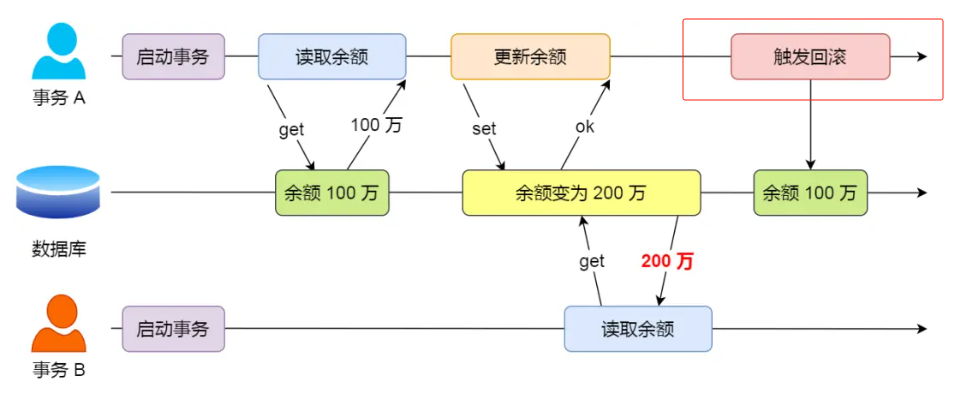 启动事务
读取余额
更新余额
触发回滚
事务 A
get
100 万
set
ok
余额 100 万
余额变为 200 万
余额 100 万
数据库
get
200 万
启动事务
读取余额
事务 B